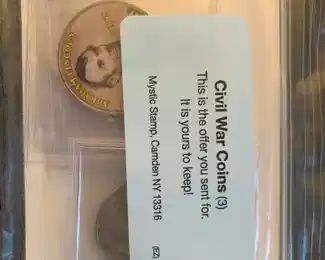 Civil War Coins (3)
This is the offer you sent for.
It is yours to keep!
Mystic Stamp, Camden NY 13316
(EZ)